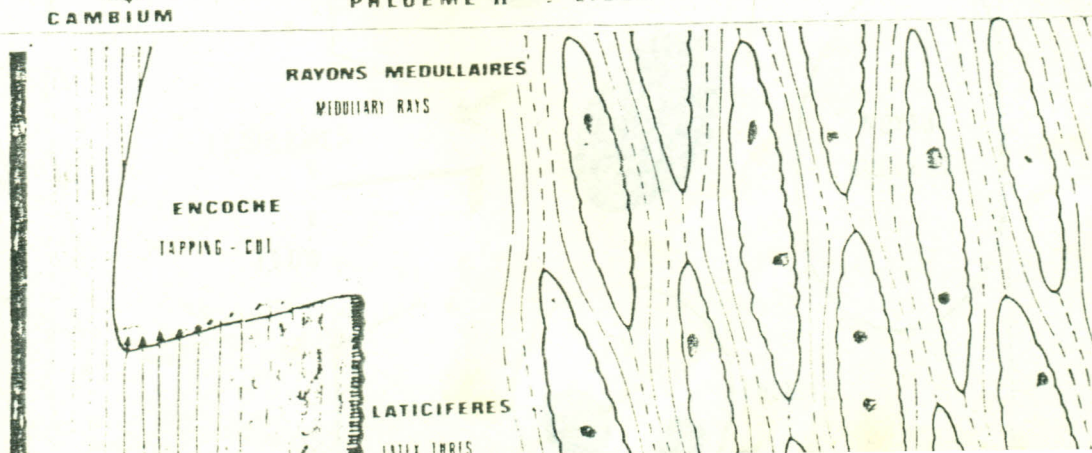 CAMBIUM
RAYONS MEDULLAIRES
MEDULLARY RAYS
ENCOCHE
TAPPING - CUT
LATICIFERES